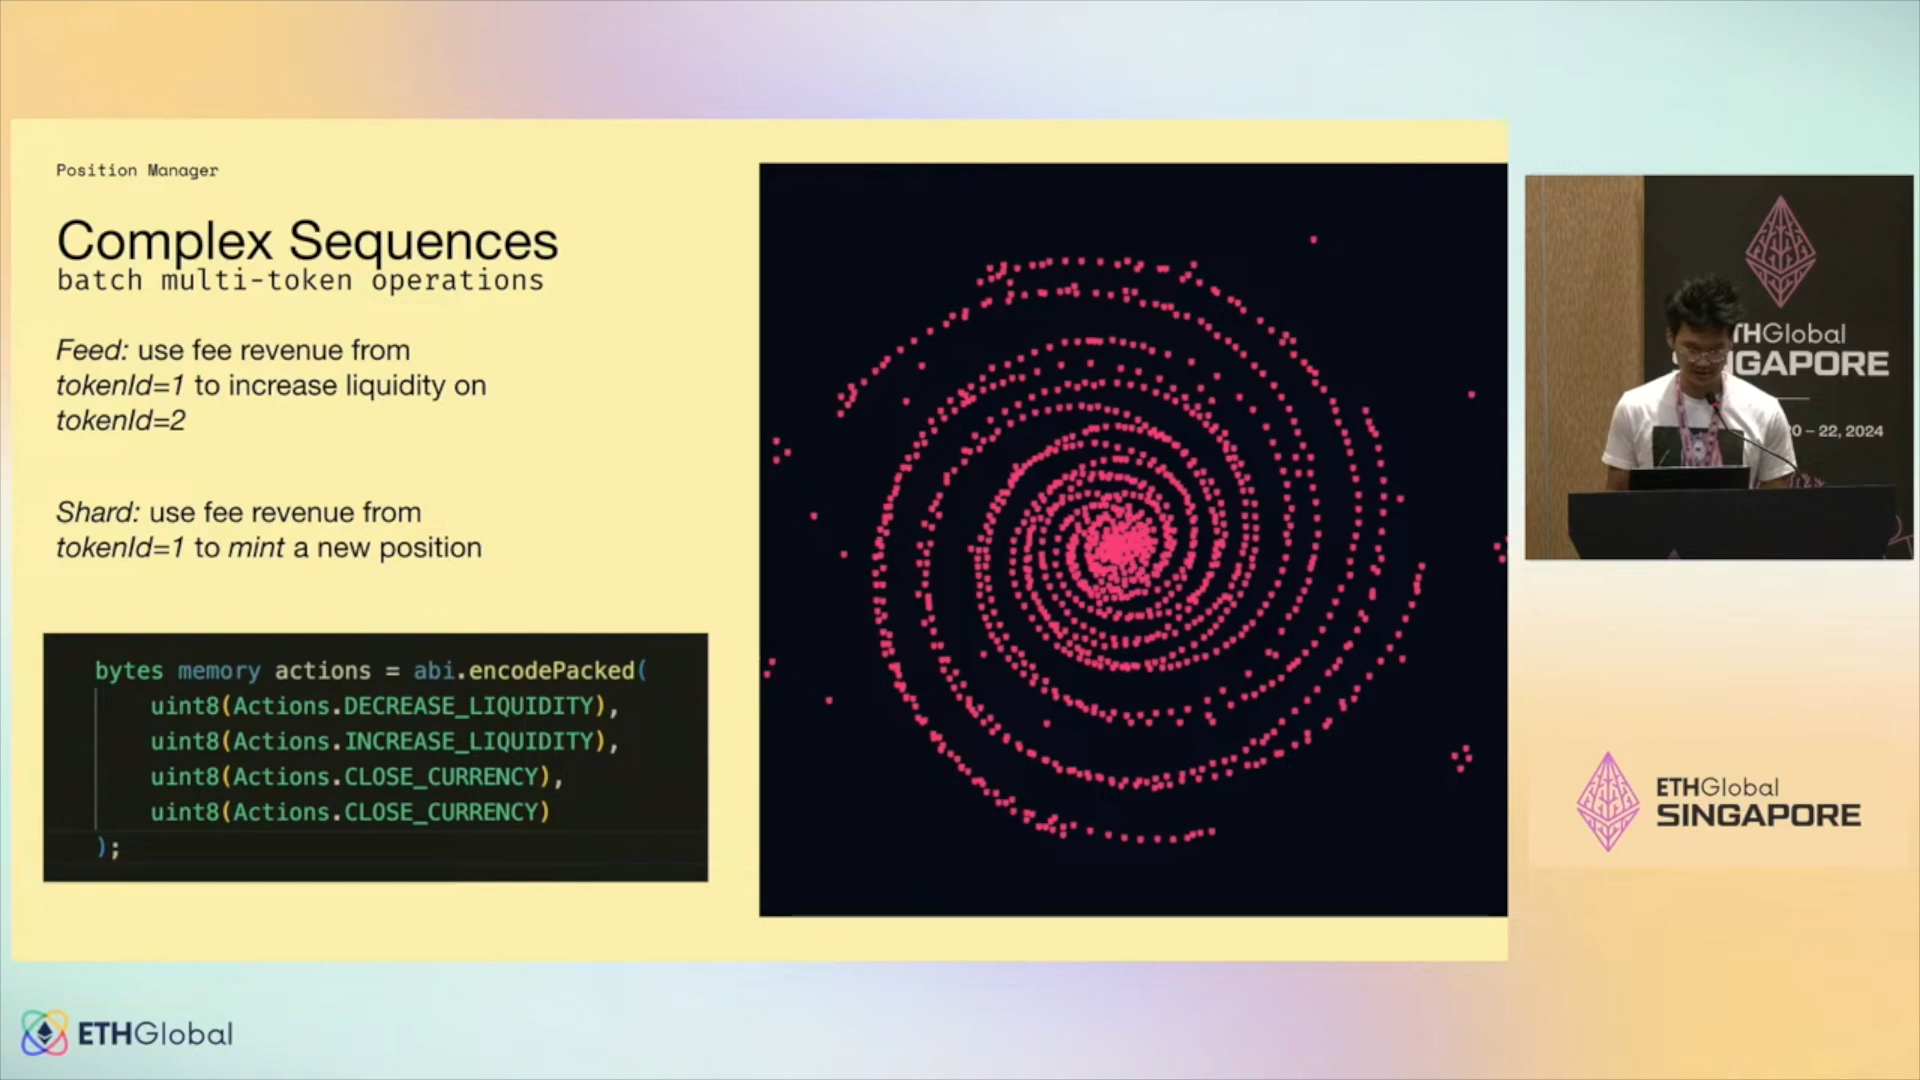 Position Manager
Complex Sequences
batch multi-token operations
Feed: use fee revenue from
tokenId=1 to increase liquidity on
tokenId=2
Shard: use fee revenue from
tokenId=1 to mint a new position
bytes memory actions = abi.encodePacked(
uint8(Actions.DECREASE_LIQUIDITY),
uint8(Actions.INCREASE_LIQUIDITY),
uint8(Actions.CLOSE_CURRENCY),
uint8(Actions.CLOSE_CURRENCY)
);
THGlobal
NGAPORE
20 – 22, 2024
ETHGlobal
SINGAPORE
ETHGlobal